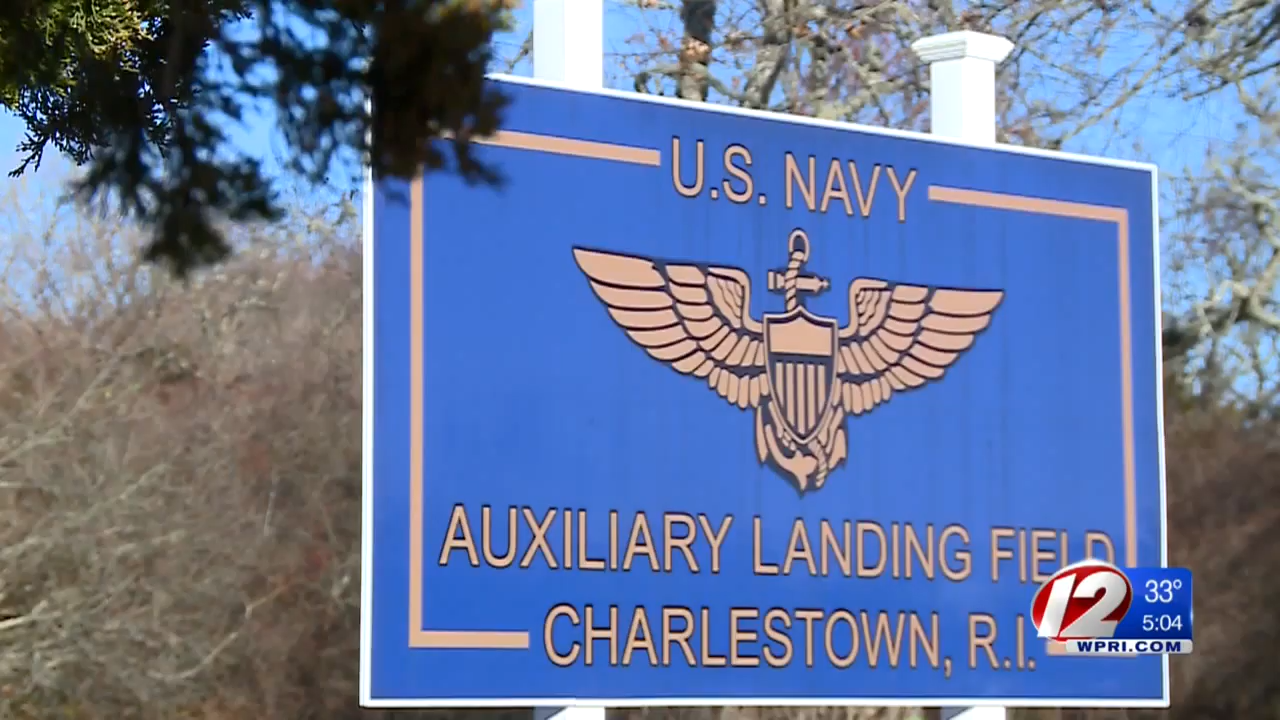 U.S. NAVY
AUXILIARY LANDING FIELD
CHARLESTOWN, R.I.
12
33°
5:04
WPRI.COM